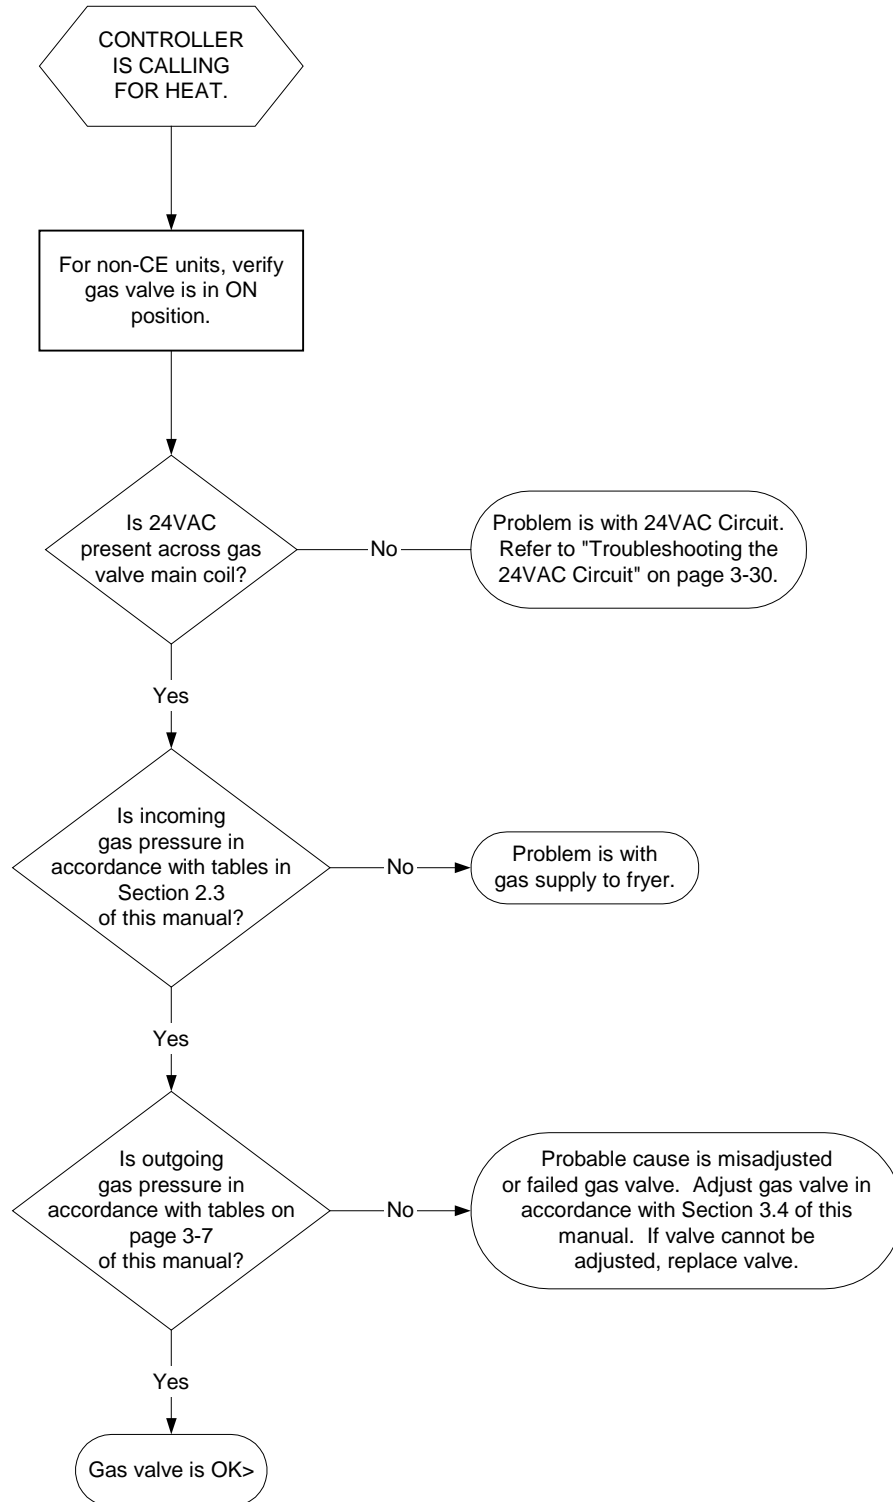 CONTROLLER
IS CALLING
FOR HEAT.
For non-CE units, verify
gas valve is in ON
position.
Is 24VAC
present across gas
valve main coil?
No
Problem is with 24VAC Circuit.
Refer to "Troubleshooting the
24VAC Circuit" on page 3-30.
Yes
Is incoming
gas pressure in
accordance with tables in
Section 2.3
of this manual?
No
Problem is with
gas supply to fryer.
Yes
Is outgoing
gas pressure in
accordance with tables on
page 3-7
of this manual?
No
Probable cause is misadjusted
or failed gas valve.  Adjust gas valve in
accordance with Section 3.4 of this
manual.  If valve cannot be
adjusted, replace valve.
Yes
Gas valve is OK>